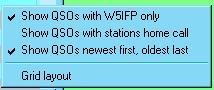 Show QSOs with W5IFP only
Show QSOs with stations home call
Show QSOs newest first, oldest last
Grid layout